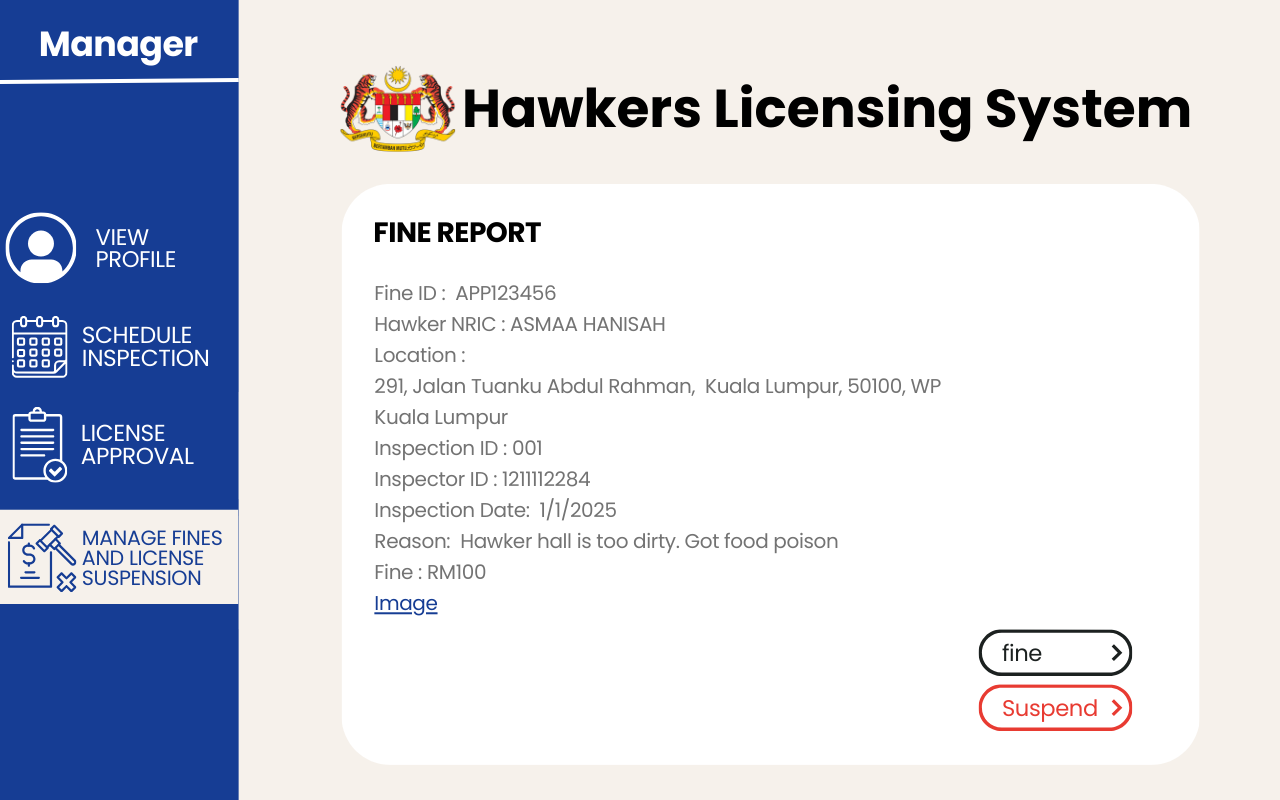 Manager
Hawkers Licensing System
VIEW
PROFILE
SCHEDULE
INSPECTION
LICENSE
APPROVAL
MANAGE FINES
AND LICENSE
SUSPENSION
FINE REPORT
Fine ID : APP123456
Hawker NRIC : ASMAA HANISAH
Location :
291, Jalan Tuanku Abdul Rahman, Kuala Lumpur, 50100, WP
Kuala Lumpur
Inspection ID : 001
Inspector ID : 1211112284
Inspection Date: 1/1/2025
Reason: Hawker hall is too dirty. Got food poison
Fine : RM100
Image
fine
Suspend